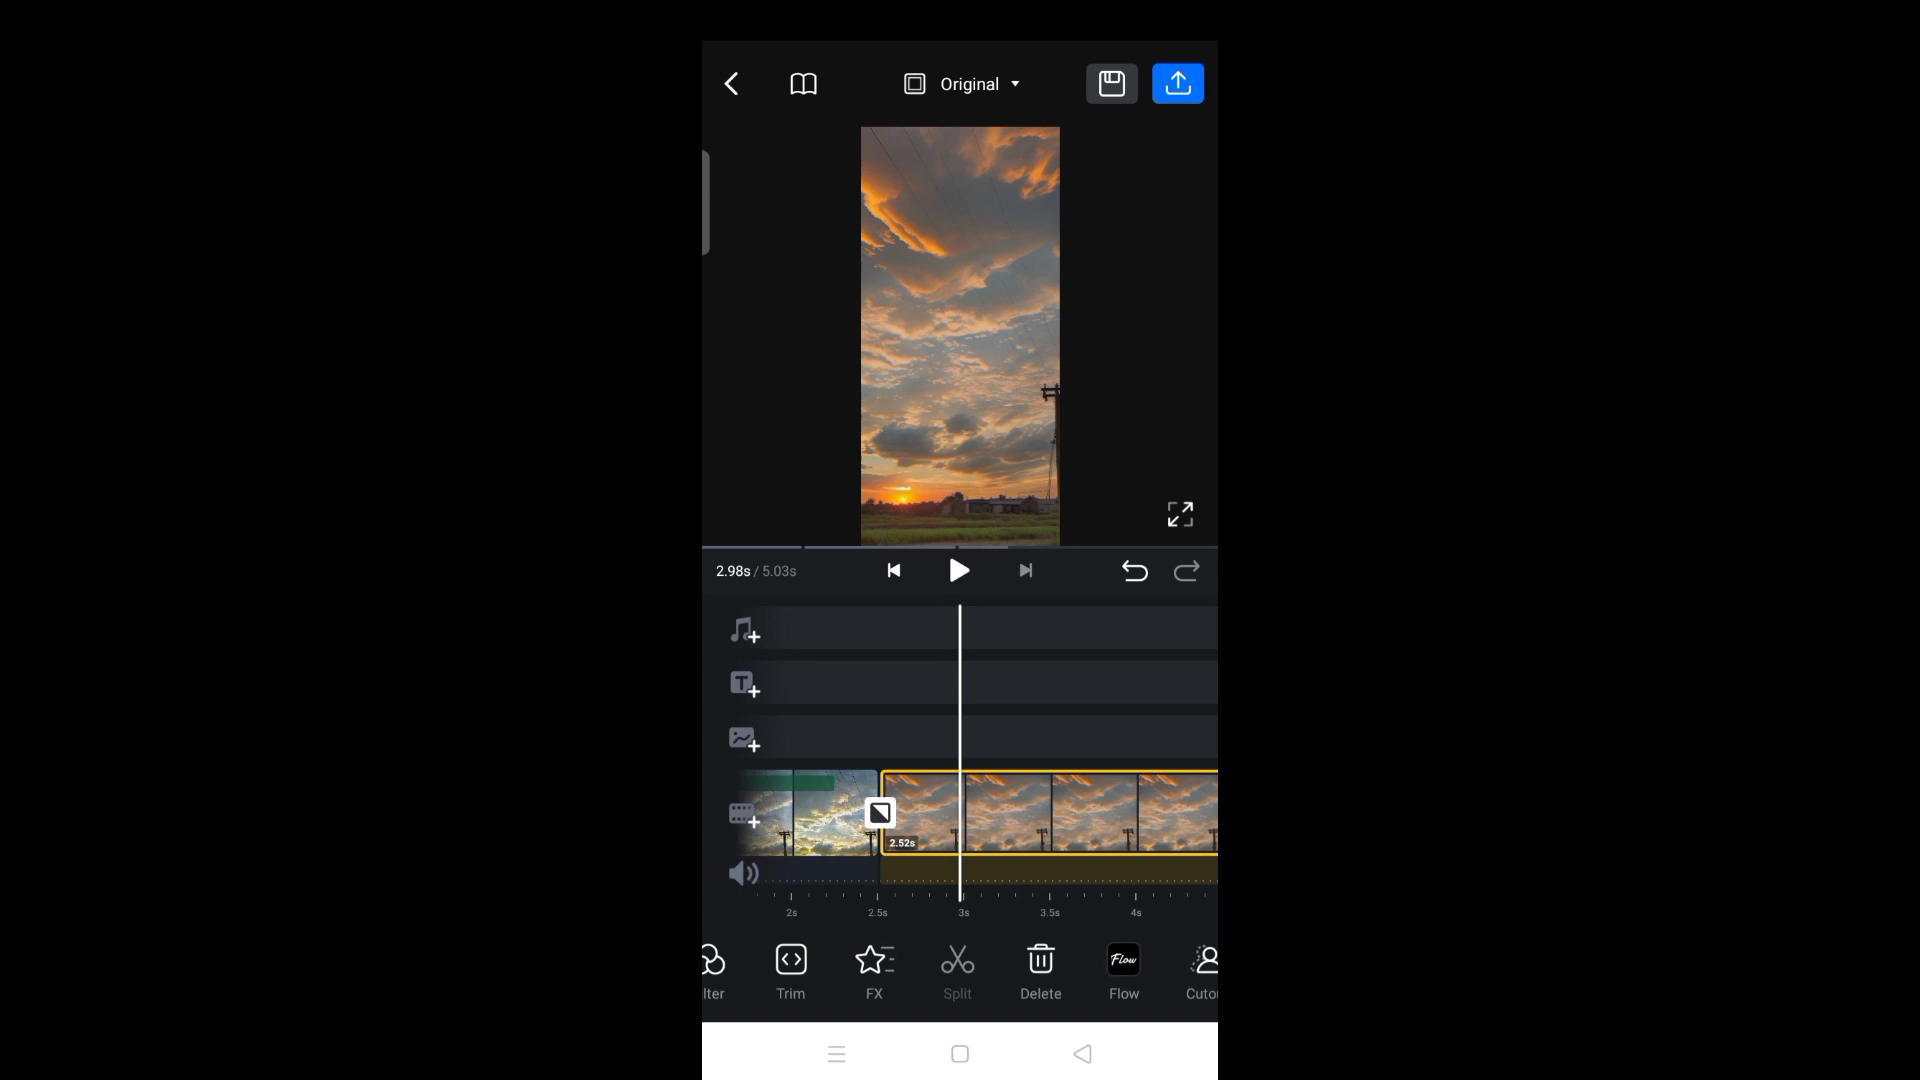 Original
2.98s / 5.03s
2.52s
2s 2.5s 3s 3.5s 4s
lter Trim FX Split Delete Flow Cuto
Flow